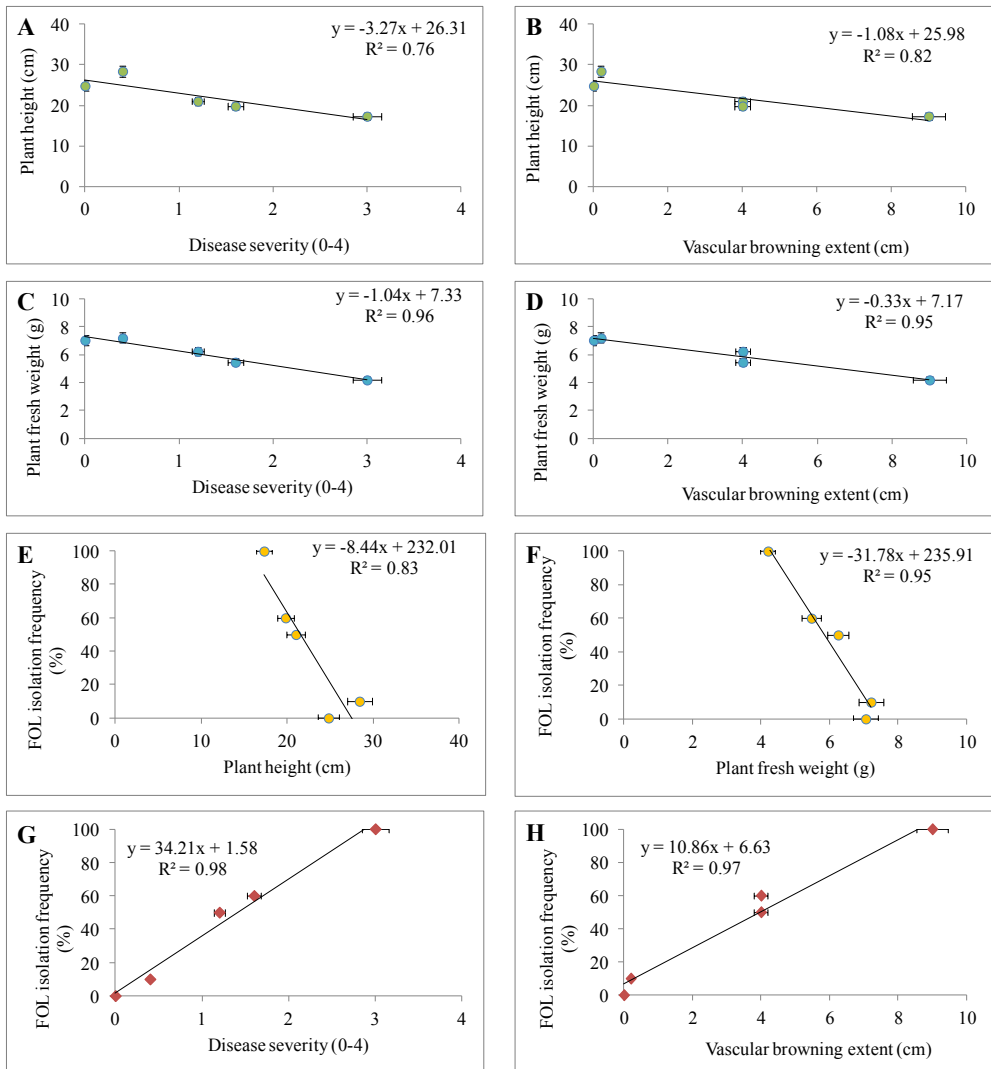 A
y = -3.27x + 26.31
R² = 0.76
Plant height (cm)
40
30
20
10
0
0 1 2 3 4
Disease severity (0-4)
B
y = -1.08x + 25.98
R² = 0.82
Plant height (cm)
40
30
20
10
0
0 2 4 6 8 10
Vascular browning extent (cm)
C
y = -1.04x + 7.33
R² = 0.96
Plant fresh weight (g)
10
8
6
4
2
0
0 1 2 3 4
Disease severity (0-4)
D
y = -0.33x + 7.17
R² = 0.95
Plant fresh weight (g)
10
8
6
4
2
0
0 2 4 6 8 10
Vascular browning extent (cm)
E
y = -8.44x + 232.01
R² = 0.83
FOL isolation frequency
(%)
100
80
60
40
20
0
0 10 20 30 40
Plant height (cm)
F
y = -31.78x + 235.91
R² = 0.95
FOL isolation frequency
(%)
100
80
60
40
20
0
0 2 4 6 8 10
Plant fresh weight (g)
G
y = 34.21x + 1.58
R² = 0.98
FOL isolation frequency
(%)
100
80
60
40
20
0
0 1 2 3 4
Disease severity (0-4)
H
y = 10.86x + 6.63
R² = 0.97
FOL isolation frequency
(%)
100
80
60
40
20
0
0 2 4 6 8 10
Vascular browning extent (cm)